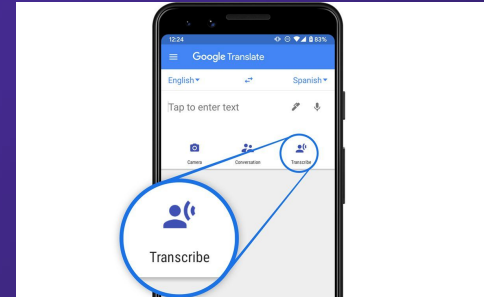 12:24 83%
Google Translate
English Spanish
Tap to enter text
Camera Conversation Transcribe
Transcribe